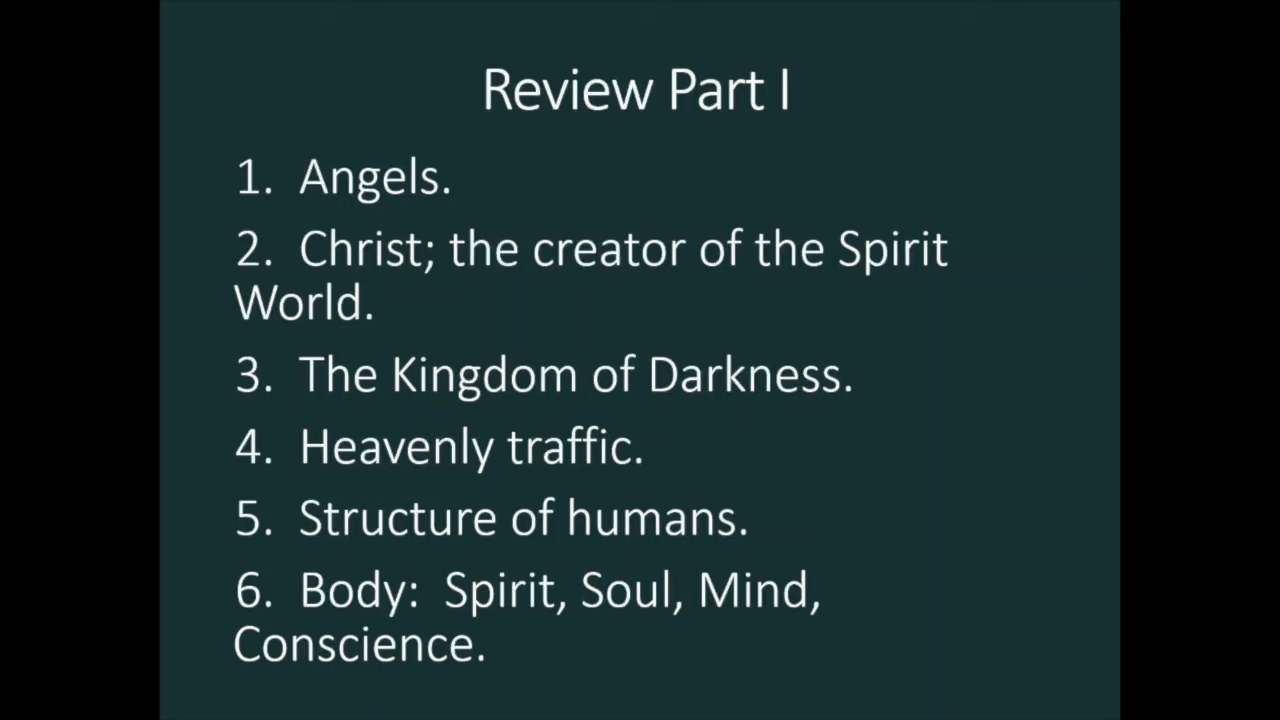 Review Part I
1. Angels.
2. Christ; the creator of the Spirit
World.
3. The Kingdom of Darkness.
4. Heavenly traffic.
5. Structure of humans.
6. Body: Spirit, Soul, Mind,
Conscience.